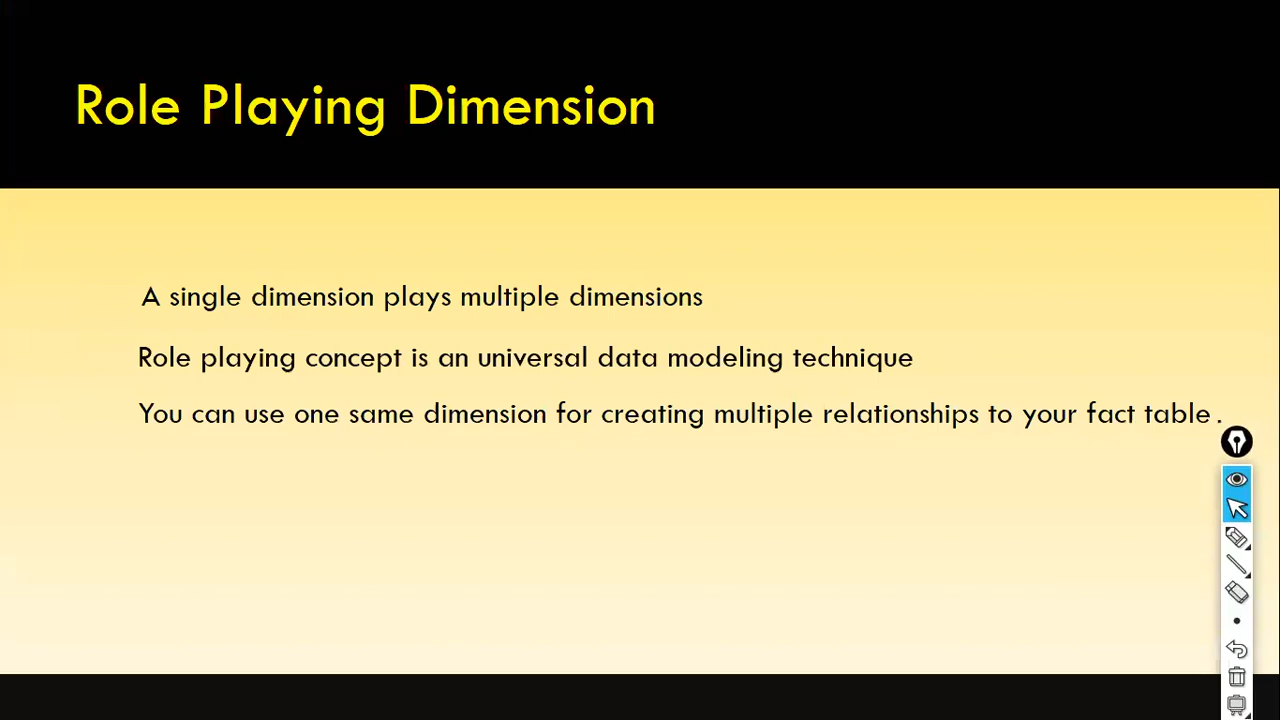 Role Playing Dimension
A single dimension plays multiple dimensions
Role playing concept is an universal data modeling technique
You can use one same dimension for creating multiple relationships to your fact table .